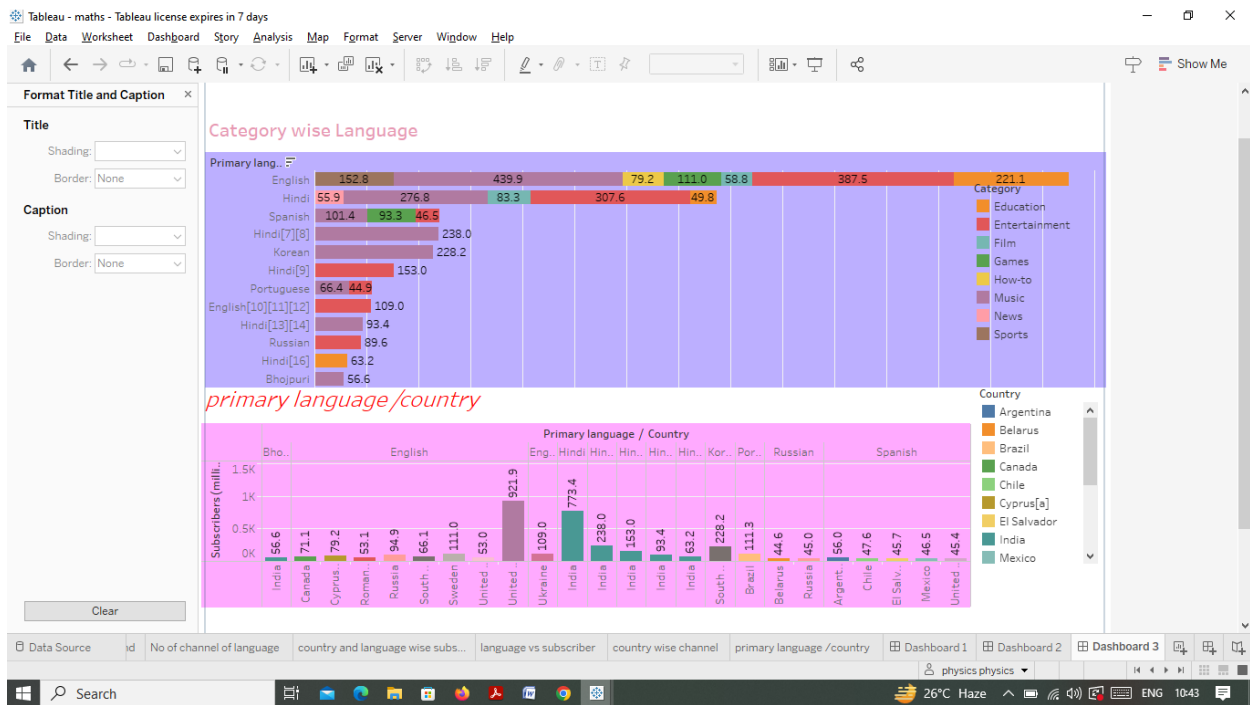 Tableau - maths - Tableau license expires in 7 days
File Data Worksheet Dashboard Story Analysis Map Format Server Window Help
Show Me
Format Title and Caption ×
Title
Shading:
Border: None
Caption
Shading:
Border: None
Clear
Category wise Language
Primary lang..
English 152.8 439.9 79.2 111.0 58.8 387.5 221.1
Hindi 55.9 276.8 83.3 307.6 49.8
Spanish 101.4 93.3 46.5
Hindi[7][8] 238.0
Korean 228.2
Hindi[9] 153.0
Portuguese 66.4 44.9
English[10][11][12] 109.0
Hindi[13][14] 93.4
Russian 89.6
Hindi[16] 63.2
Bhojpuri 56.6
Category
Education
Entertainment
Film
Games
How-to
Music
News
Sports
primary language /country
Primary language / Country
Bho.. English Eng.. Hindi Hin.. Hin.. Hin.. Hin.. Kor.. Por.. Russian Spanish
Subscribers (milli..
1.5K
1K
0.5K
0K
56.6 71.1 79.2 53.1 94.9 66.1 111.0 53.0 921.9 109.0 773.4 238.0 153.0 93.4 63.2 228.2 111.3 44.6 45.0 56.0 47.6 45.7 46.5 45.4
India Canada Cyprus.. Roman.. Russia South .. Sweden United .. United .. Ukraine India India India India India South .. Brazil Belarus Russia Argent.. Chile El Salv.. Mexico United ..
Country
Argentina
Belarus
Brazil
Canada
Chile
Cyprus[a]
El Salvador
India
Mexico
Data Source nd No of channel of language country and language wise subs... language vs subscriber country wise channel primary language /country Dashboard 1 Dashboard 2 Dashboard 3
physics physics
Search 26°C Haze ENG 10:43